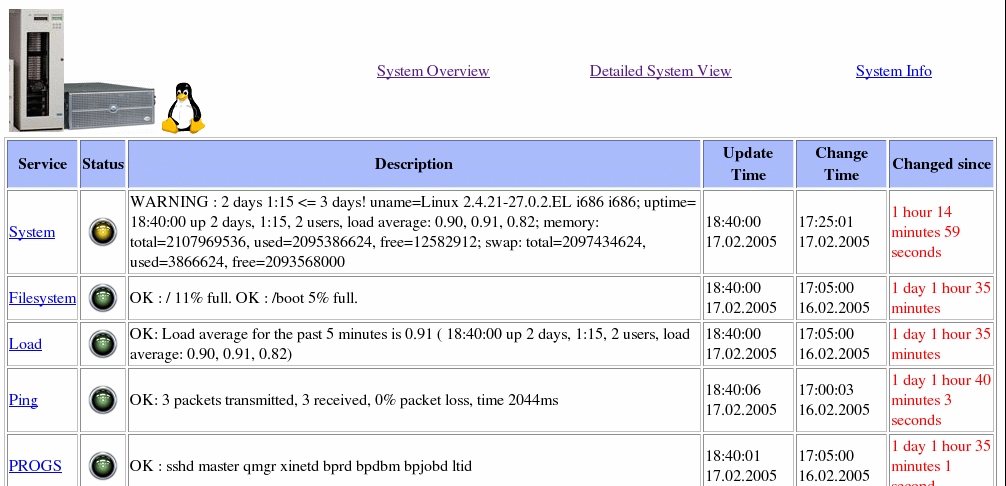 System Overview Detailed System View System Info
Service Status Description Update Time Change Time Changed since
System
WARNING : 2 days 1:15 <= 3 days! uname=Linux 2.4.21-27.0.2.EL i686 i686; uptime=
18:40:00 up 2 days, 1:15, 2 users, load average: 0.90, 0.91, 0.82; memory:
total=2107969536, used=2095386624, free=12582912; swap: total=2097434624,
used=3866624, free=2093568000
18:40:00
17.02.2005
17:25:01
17.02.2005
1 hour 14
minutes 59
seconds
Filesystem
OK : / 11% full. OK : /boot 5% full.
18:40:00
17.02.2005
17:05:00
16.02.2005
1 day 1 hour 35
minutes
Load
OK: Load average for the past 5 minutes is 0.91 ( 18:40:00 up 2 days, 1:15, 2 users, load
average: 0.90, 0.91, 0.82)
18:40:00
17.02.2005
17:05:00
16.02.2005
1 day 1 hour 35
minutes
Ping
OK: 3 packets transmitted, 3 received, 0% packet loss, time 2044ms
18:40:06
17.02.2005
17:00:03
16.02.2005
1 day 1 hour 40
minutes 3
seconds
PROGS
OK : sshd master qmgr xinetd bprd bpdbm bpjobd ltid
18:40:01
17.02.2005
17:05:00
16.02.2005
1 day 1 hour 35
minutes 1
second